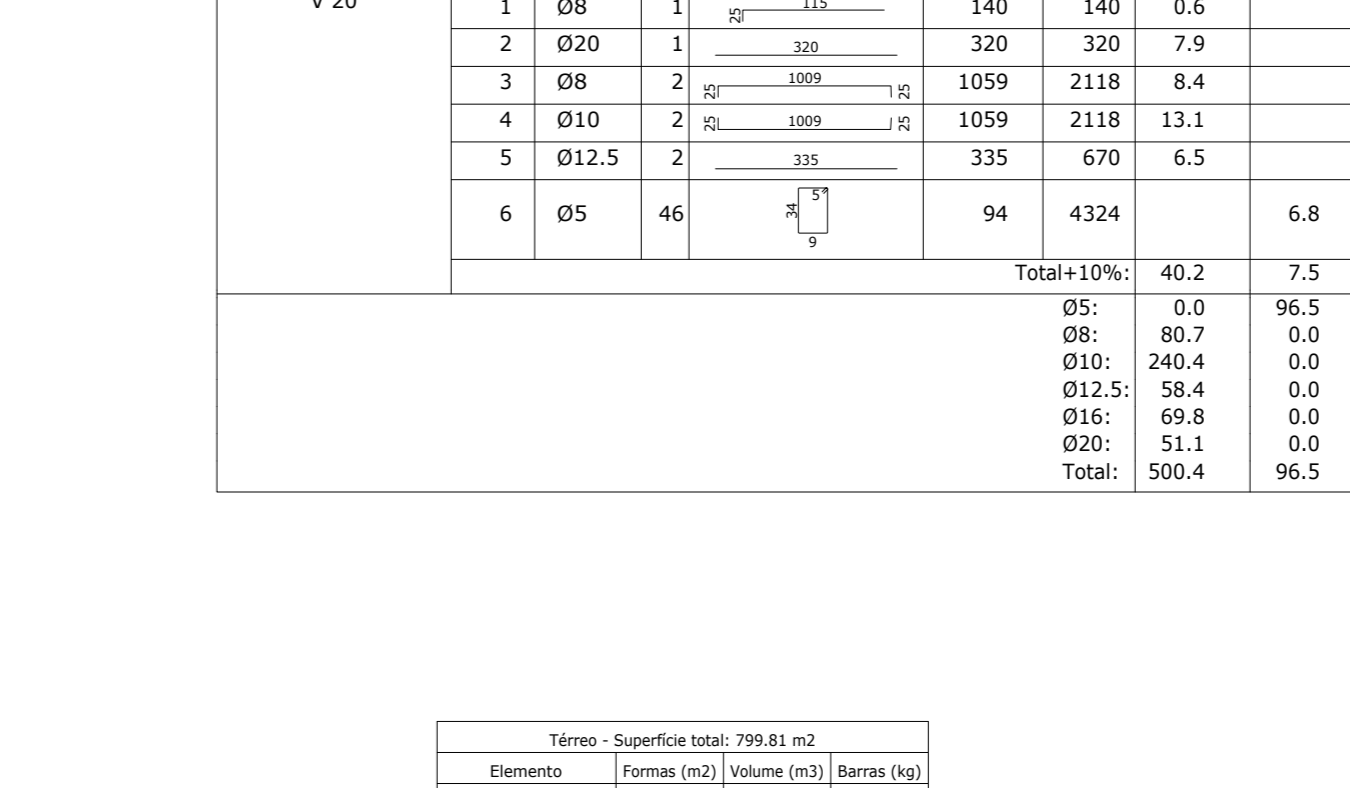 V 20 1 Ø8 1 25 115 140 140 0.6
2 Ø20 1 320 320 320 7.9
3 Ø8 2 25 1009 25 1059 2118 8.4
4 Ø10 2 25 1009 25 1059 2118 13.1
5 Ø12.5 2 335 335 670 6.5
6 Ø5 46 34 5 9 94 4324 6.8
Total+10%: 40.2 7.5
Ø5: 0.0 96.5
Ø8: 80.7 0.0
Ø10: 240.4 0.0
Ø12.5: 58.4 0.0
Ø16: 69.8 0.0
Ø20: 51.1 0.0
Total: 500.4 96.5
Térreo - Superfície total: 799.81 m2
Elemento Formas (m2) Volume (m3) Barras (kg)